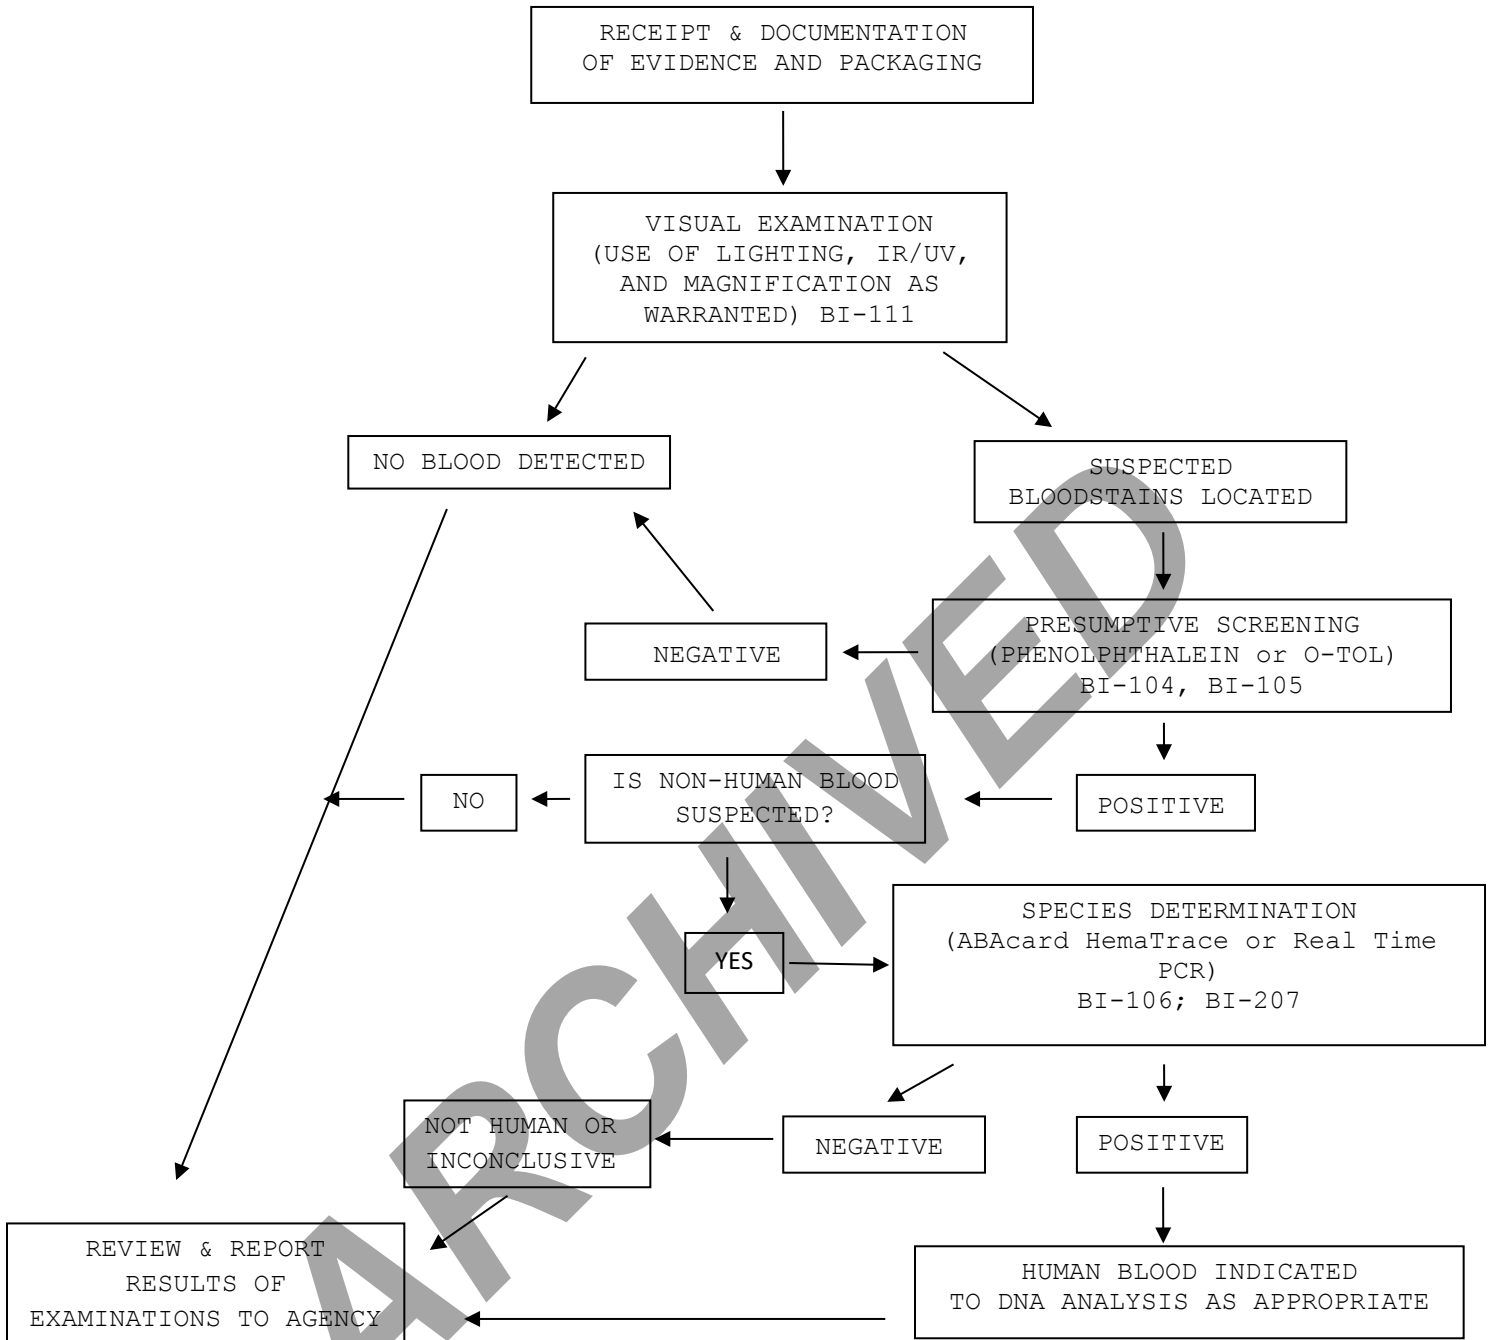 RECEIPT & DOCUMENTATION
OF EVIDENCE AND PACKAGING
VISUAL EXAMINATION
(USE OF LIGHTING, IR/UV,
AND MAGNIFICATION AS
WARRANTED) BI-111
NO BLOOD DETECTED
SUSPECTED
BLOODSTAINS LOCATED
PRESUMPTIVE SCREENING
(PHENOLPHTHALEIN or O-TOL)
BI-104, BI-105
NEGATIVE
IS NON-HUMAN BLOOD
SUSPECTED?
NO
POSITIVE
SPECIES DETERMINATION
(ABAcard HemaTrace or Real Time
PCR)
BI-106; BI-207
YES
NOT HUMAN OR
INCONCLUSIVE
NEGATIVE
POSITIVE
REVIEW & REPORT
RESULTS OF
EXAMINATIONS TO AGENCY
HUMAN BLOOD INDICATED
TO DNA ANALYSIS AS APPROPRIATE
ARCHIVED